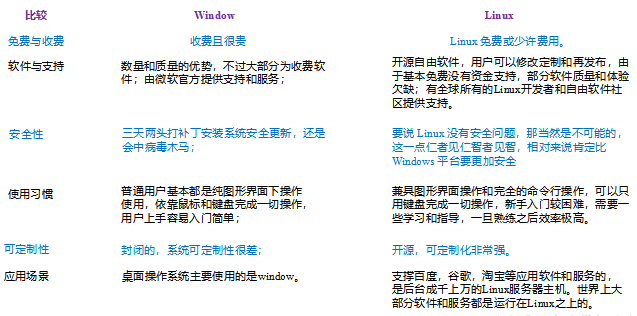 比较 Window Linux
免费与收费 收费且很贵 Linux 免费或少许费用。
软件与支持 数量和质量的优势，不过大部分为收费软
件；由微软官方提供支持和服务；
开源自由软件，用户可以修改定制和再发布，由
于基本免费没有资金支持，部分软件质量和体验
欠缺；有全球所有的Linux开发者和自由软件社
区提供支持。
安全性 三天两头打补丁安装系统安全更新，还是
会中病毒木马；
要说 Linux 没有安全问题，那当然是不可能的，
这一点仁者见仁智者见智，相对来说肯定比
Windows 平台要更加安全
使用习惯 普通用户基本都是纯图形界面下操作
使用，依靠鼠标和键盘完成一切操作，
用户上手容易入门简单；
兼具图形界面操作和完全的命令行操作，可以只
用键盘完成一切操作，新手入门较困难，需要一
些学习和指导，一旦熟练之后效率极高。
可定制性 封闭的，系统可定制性很差； 开源，可定制化非常强。
应用场景 桌面操作系统主要使用的是window。
支撑百度，谷歌，淘宝等应用软件和服务的，
是后台成千上万的Linux服务器主机。世界上大
部分软件和服务都是运行在Linux之上的。